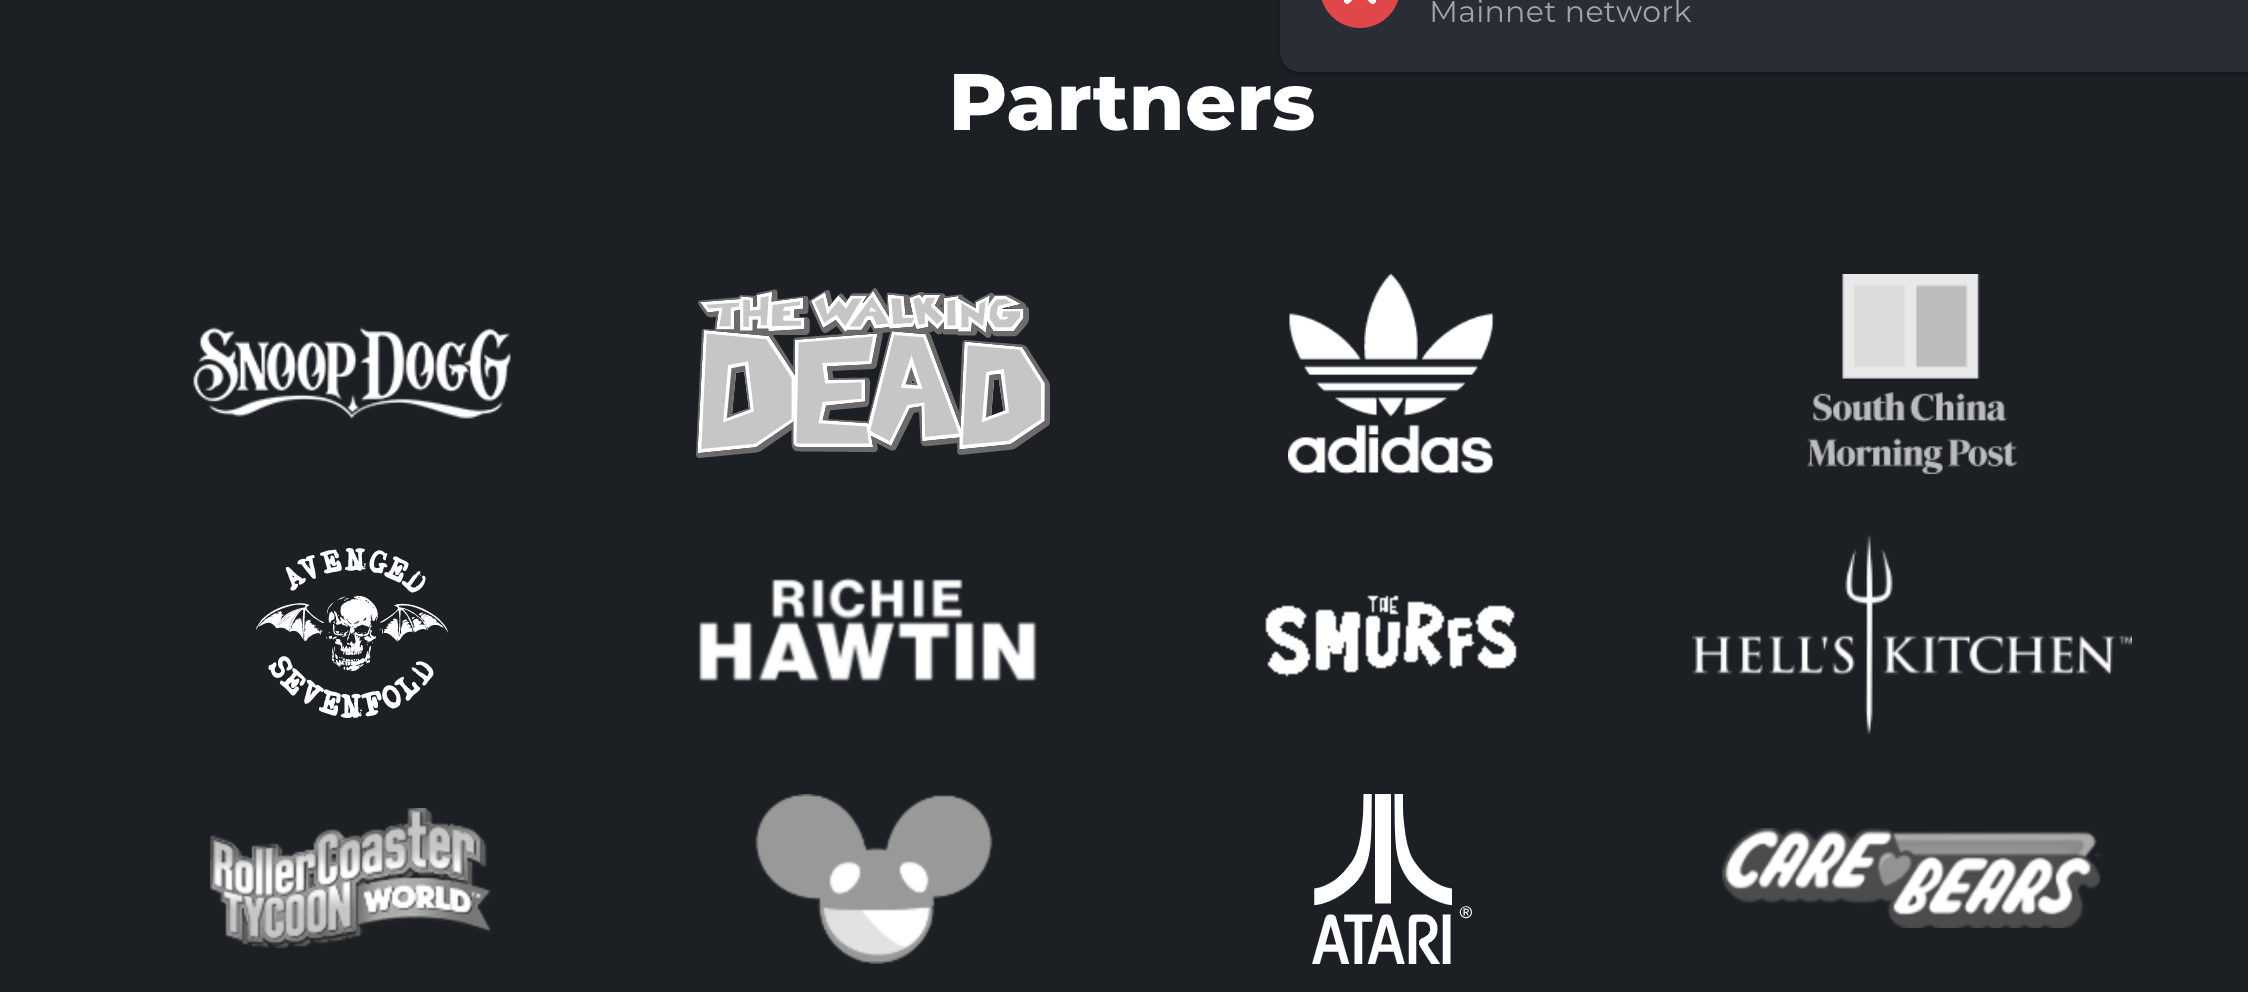 Mainnet network
Partners
SNOOP DOGG
THE WALKING
DEAD
adidas
South China
Morning Post
AVENGED
SEVENFOLD
RICHIE
HAWTIN
THE
SMURFS
HELL'S KITCHEN™
RollerCoaster
TYCOON WORLD™
ATARI®
CARE
BEARS